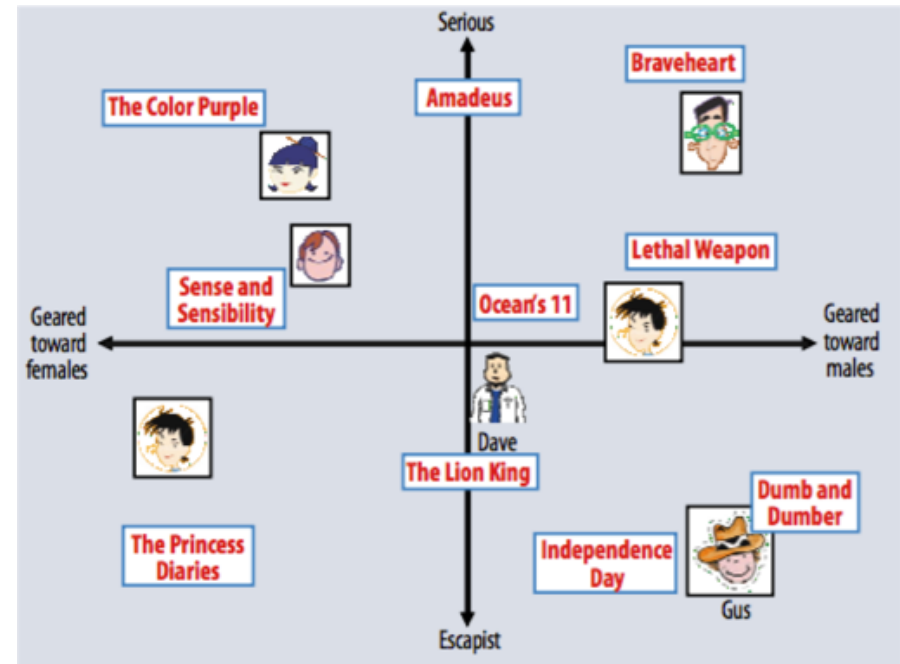 Serious
Braveheart
The Color Purple
Amadeus
Lethal Weapon
Sense and
Sensibility
Ocean's 11
Geared
toward
females
Geared
toward
males
Dave
The Lion King
Dumb and
Dumber
The Princess
Diaries
Independence
Day
Gus
Escapist